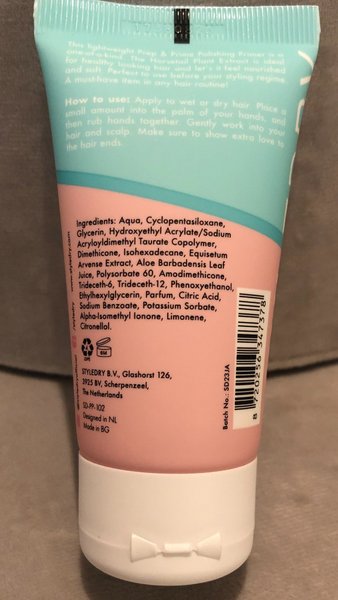 This lightweight Prep & Prime Polishing Primer is a
one-of-a-kind. The Horsetail Plant Extract is ideal
for healthy looking hair and let's it feel nourished
and soft. Perfect to use before your styling regime.
A must-have item in any hair routine!
How to use: Apply to wet or dry hair. Place a
small amount into the palm of your hands, and
then rub hands together. Gently work into your
hair and scalp. Make sure to show extra love to
the hair ends.
Ingredients: Aqua, Cyclopentasiloxane,
Glycerin, Hydroxyethyl Acrylate/Sodium
Acryloyldimethyl Taurate Copolymer,
Dimethicone, Isohexadecane, Equisetum
Arvense Extract, Aloe Barbadensis Leaf
Juice, Polysorbate 60, Amodimethicone,
Trideceth-6, Trideceth-12, Phenoxyethanol,
Ethylhexylglycerin, Parfum, Citric Acid,
Sodium Benzoate, Potassium Sorbate,
Alpha-Isomethyl Ionone, Limonene,
Citronellol.
STYLEDRY B.V., Glashorst 126,
3925 BV, Scherpenzeel,
The Netherlands
SD-PP-102
Designed in NL
Made in BG
Batch No.: SD23JA
8 720256 347378